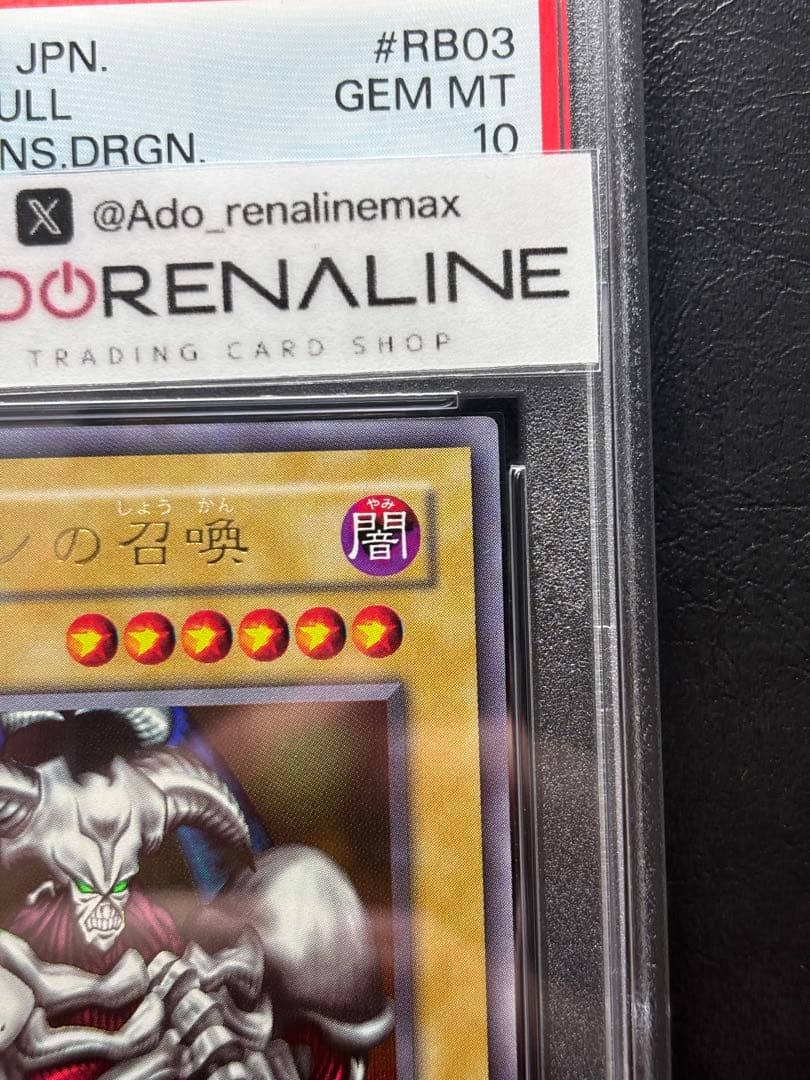 JPN. #RB03
ULL GEM MT
NS.DRGN. 10
X @Ado_renalinemax
DORENALINE
TRADING CARD SHOP
しょう かん
ンの召喚
やみ
闇